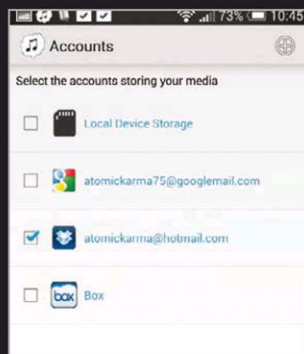 73% 10:45
Accounts
Select the accounts storing your media
Local Device Storage
atomickarma75@googlemail.com
atomickarma@hotmail.com
box Box